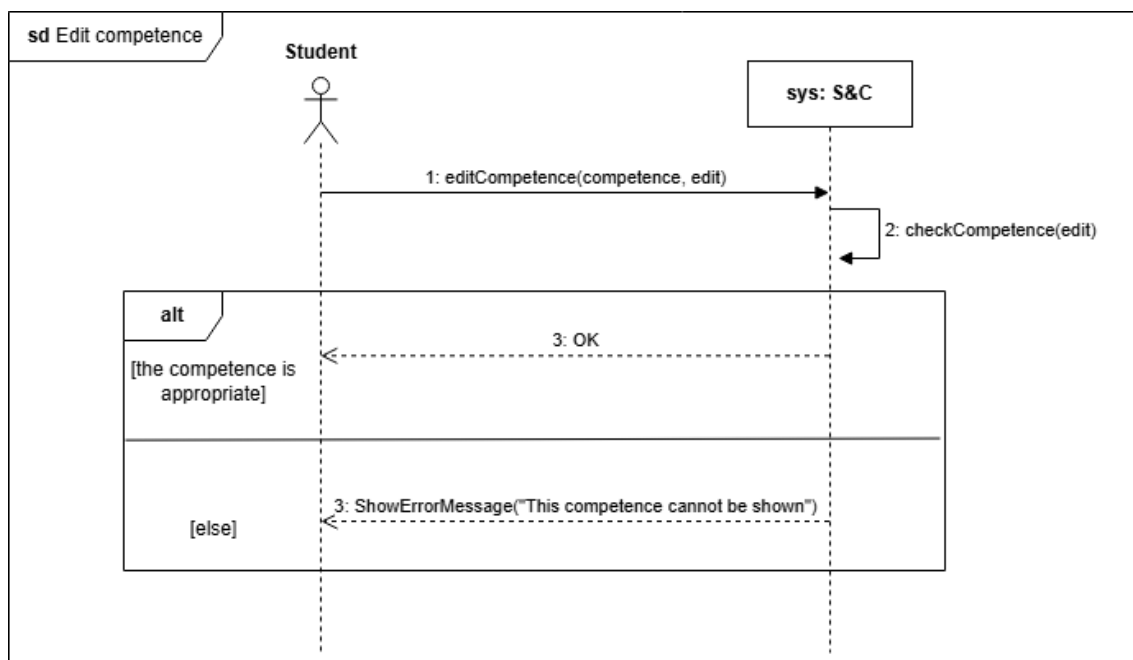 sd Edit competence
Student
sys: S&C
1: editCompetence(competence, edit)
2: checkCompetence(edit)
alt
3: OK
[the competence is
appropriate]
3: ShowErrorMessage("This competence cannot be shown")
[else]